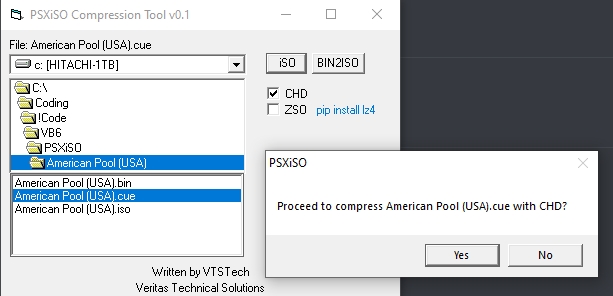 PSXiSO Compression Tool v0.1
File: American Pool (USA).cue
c: [HITACHI-1TB]
iSO
BIN2ISO
CHD
ZSO pip install lz4
C:\
Coding
!Code
VB6
PSXiSO
American Pool (USA)
American Pool (USA).bin
American Pool (USA).cue
American Pool (USA).iso
Written by VTSTech
Veritas Technical Solutions
PSXiSO
Proceed to compress American Pool (USA).cue with CHD?
Yes
No